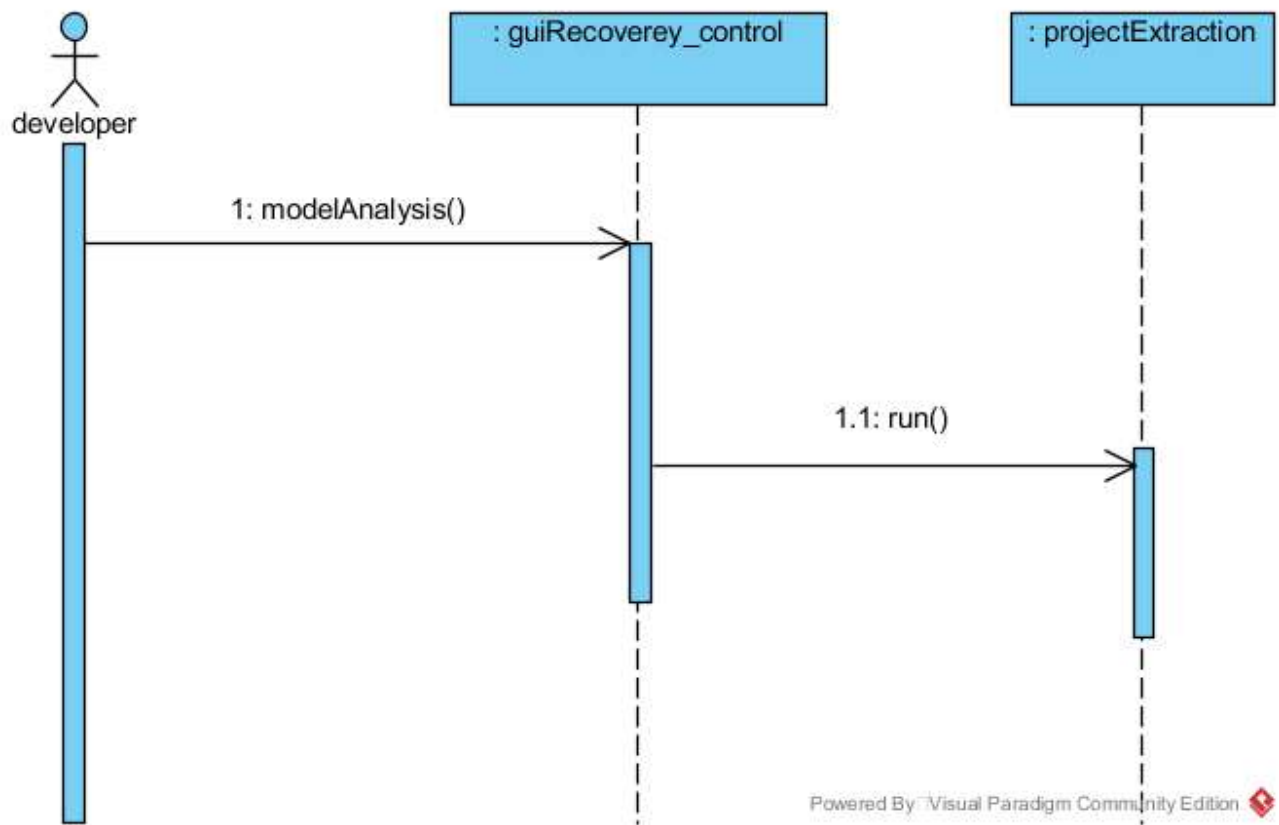 : guiRecoverey_control
: projectExtraction
developer
1: modelAnalysis()
1.1: run()
Powered By Visual Paradigm Community Edition